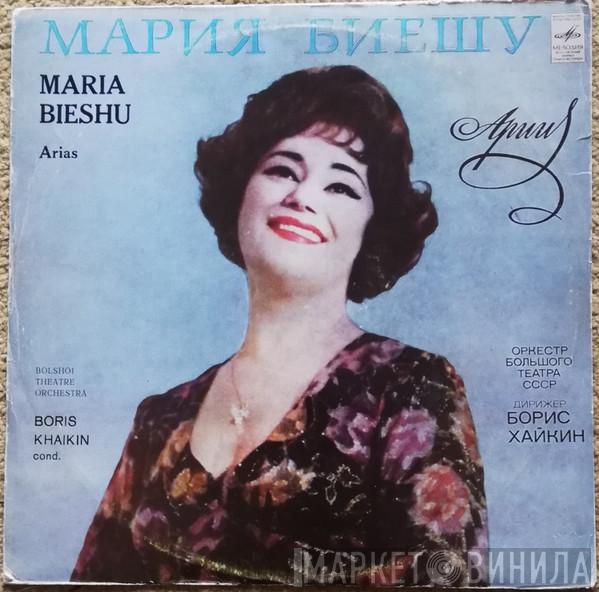 МАРИЯ БИЕШУ
МЕЛОДИЯ
MARIA
BIESHU
Arias
Арии
BOLSHOI
THEATRE
ORCHESTRA
BORIS
KHAIKIN
cond.
ОРКЕСТР
БОЛЬШОГО
ТЕАТРА
СССР
ДИРИЖЕР
БОРИС
ХАЙКИН
МАРКЕТ ВИНИЛА